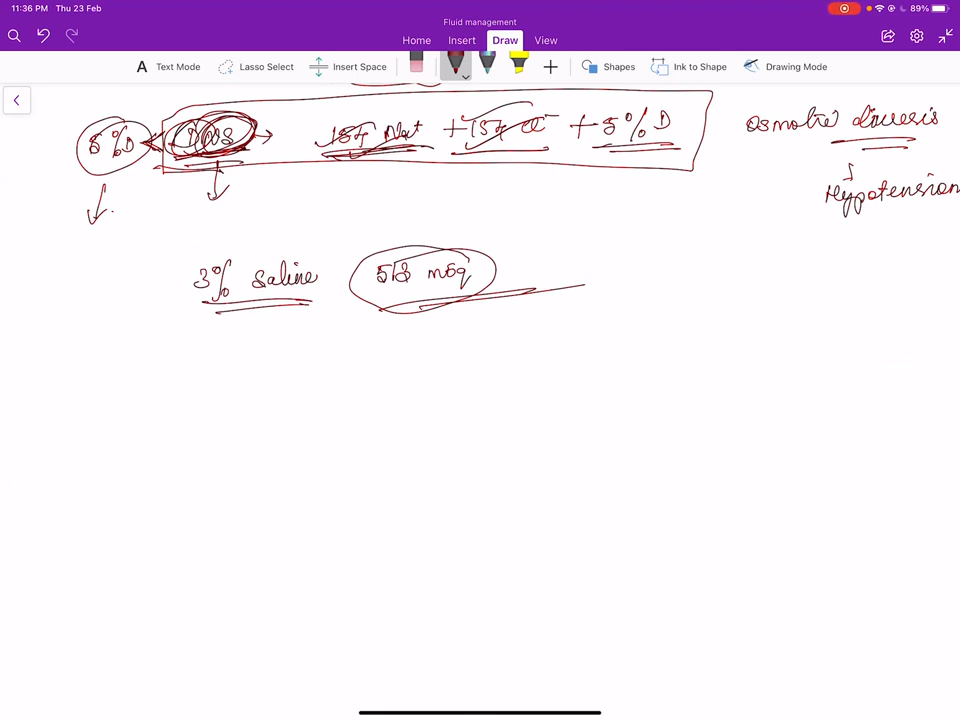 11:36 PM Thu 23 Feb
89%
Fluid management
Home Insert Draw View
Text Mode Lasso Select Insert Space Shapes Ink to Shape Drawing Mode
5%D DNS 154 Na+ + 154 Cl- + 5% D
Osmotic diuresis
Hypotension
3% Saline 513 mEq